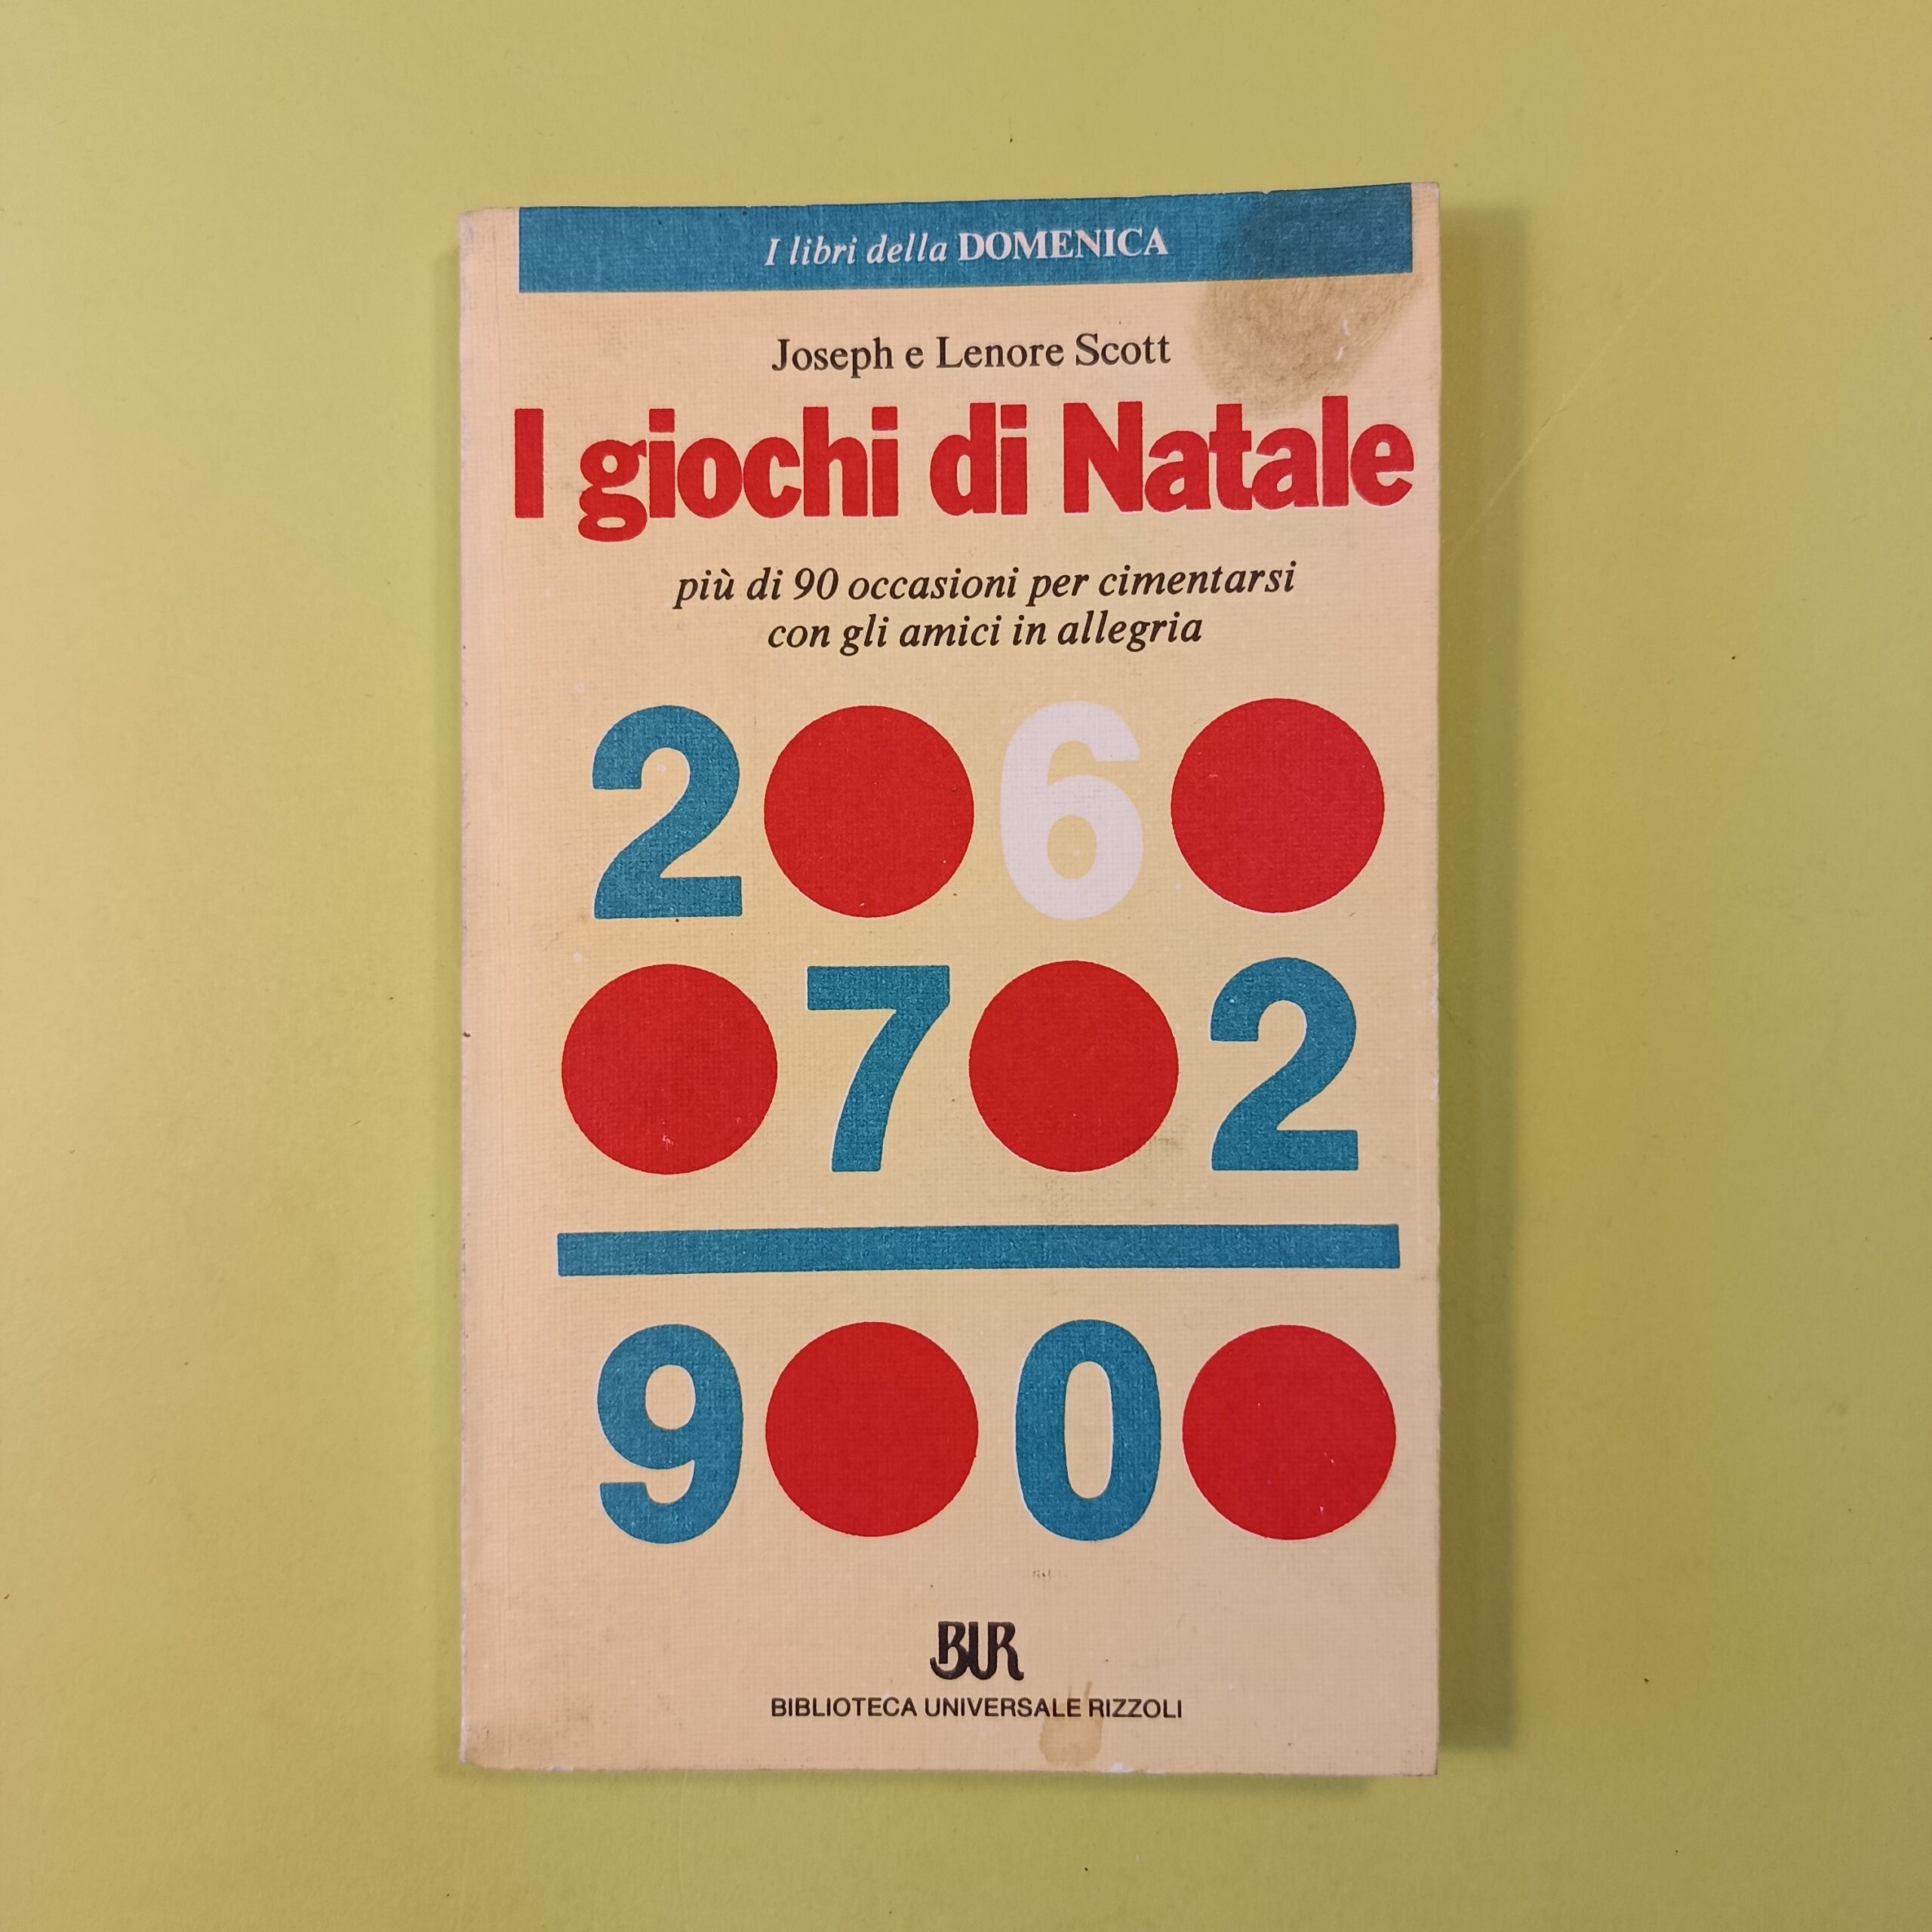 I libri della DOMENICA
Joseph e Lenore Scott
I giochi di Natale
più di 90 occasioni per cimentarsi
con gli amici in allegria
2 6
7 2
9 0
BUR
BIBLIOTECA UNIVERSALE RIZZOLI